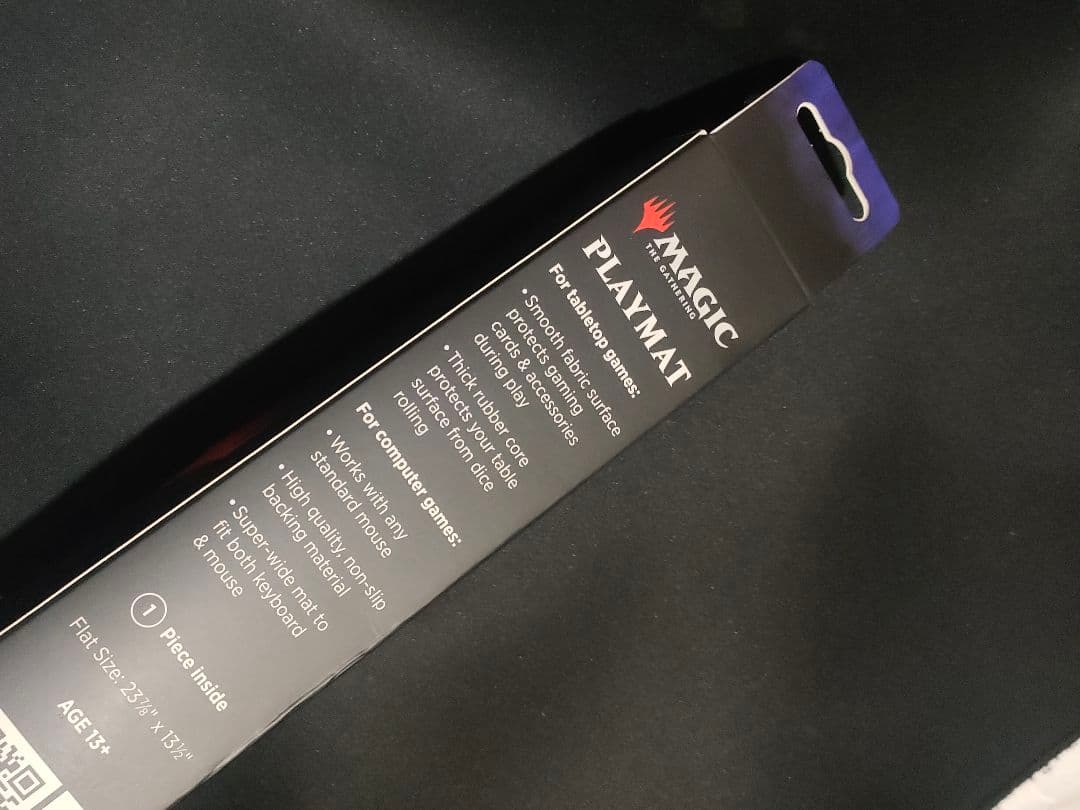 MAGIC
THE GATHERING
PLAYMAT
For tabletop games:
• Smooth fabric surface
protects gaming
cards & accessories
during play
• Thick rubber core
protects your table
surface from dice
rolling
For computer games:
• Works with any
standard mouse
• High quality, non-slip
backing material
• Super-wide mat to
fit both keyboard
& mouse
1 Piece inside
Flat Size: 23⅞" x 13½"
AGE 13+